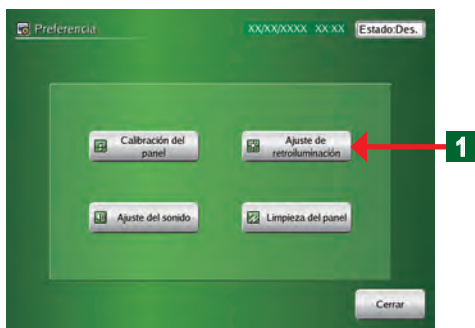 Preferencia
XX/XX/XXXX XX:XX
Estado:Des.
Calibración del
panel
Ajuste de
retroiluminación
1
Ajuste del sonido
Limpieza del panel
Cerrar